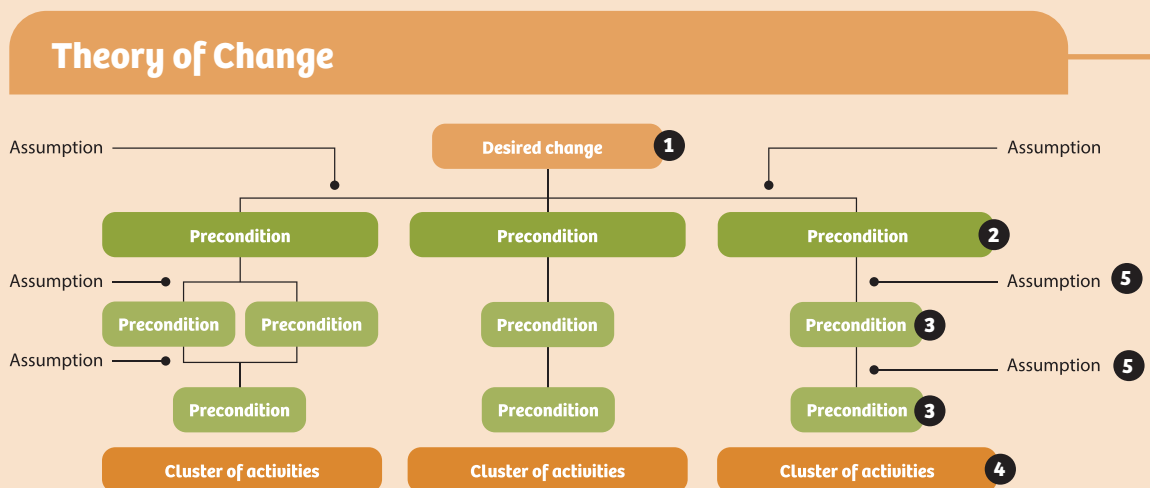 Theory of Change
Assumption
Desired change 1
Assumption
Precondition
Precondition
Precondition 2
Assumption
Assumption 5
Precondition
Precondition
Precondition
Precondition 3
Assumption
Assumption 5
Precondition
Precondition
Precondition 3
Cluster of activities
Cluster of activities
Cluster of activities 4